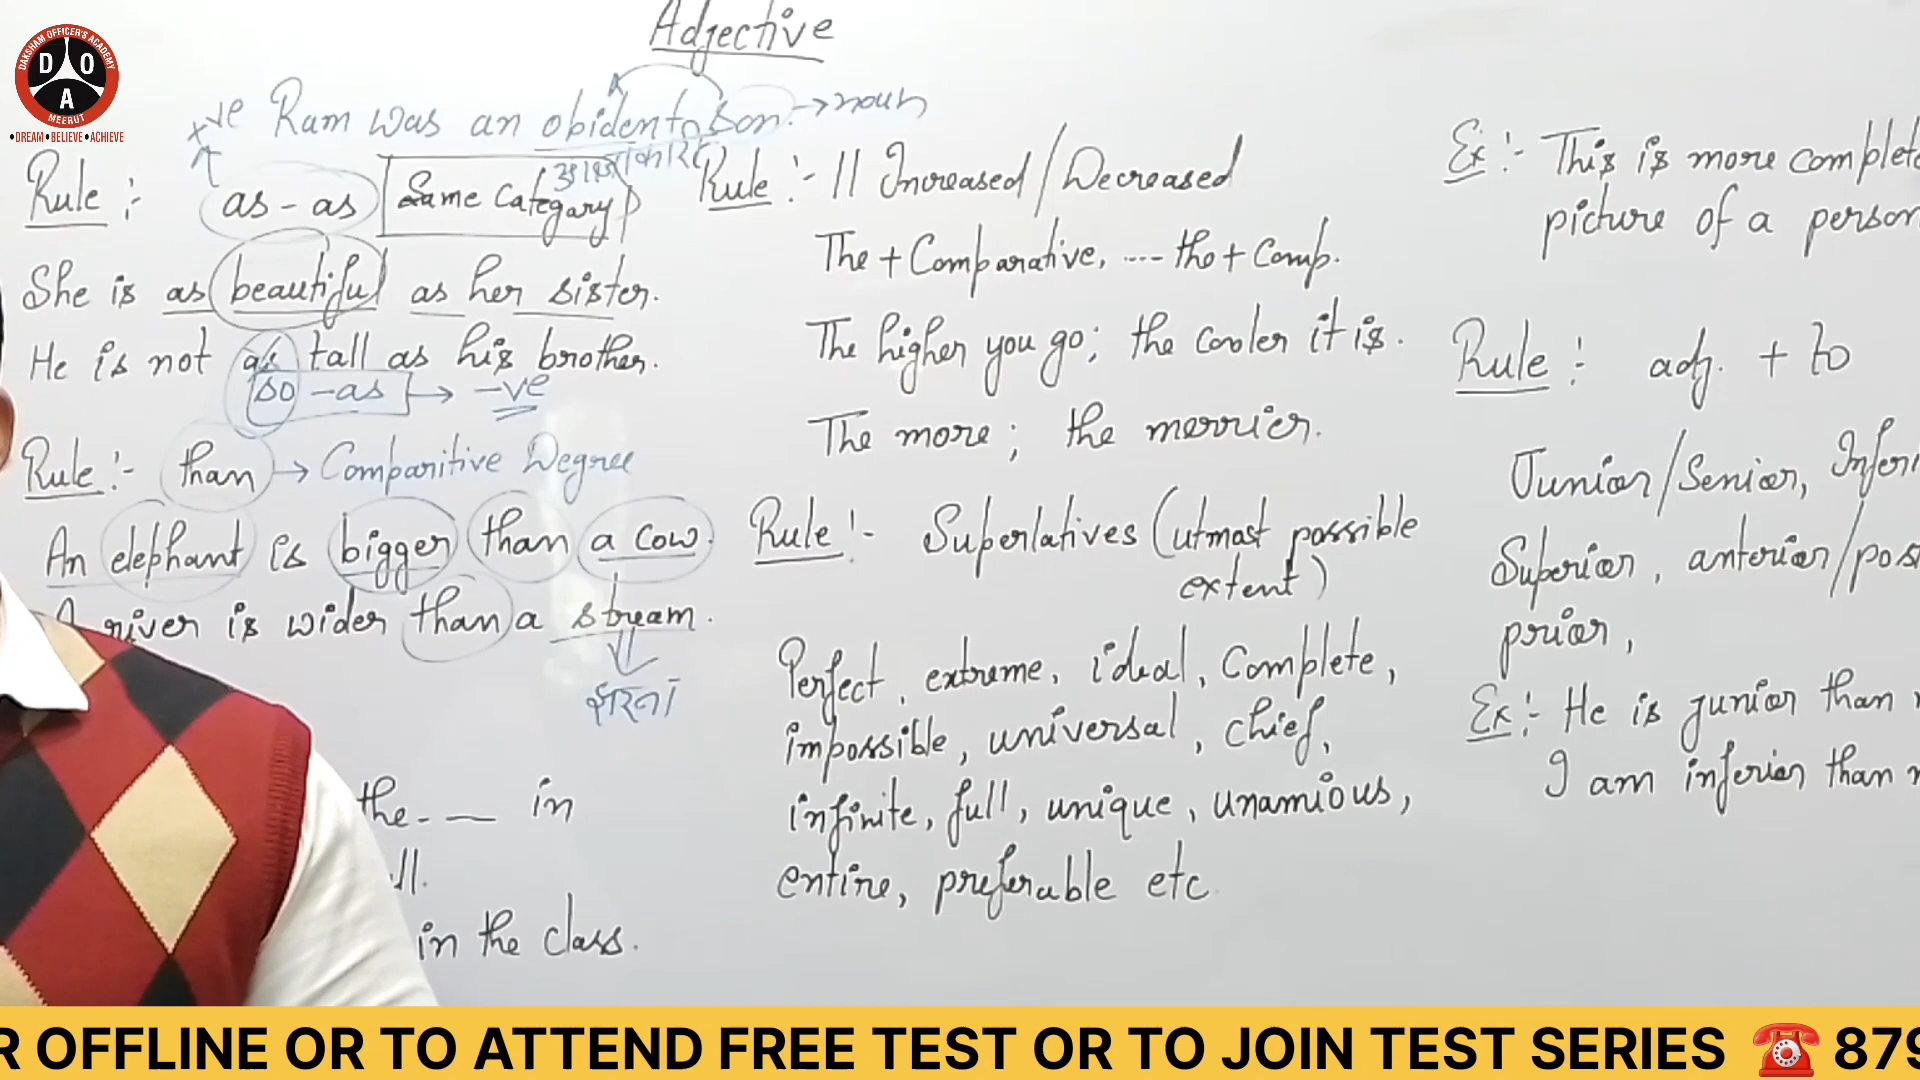 DAKSHAM OFFICER'S ACADEMY
D O
A
MEERUT
•DREAM•BELIEVE•ACHIEVE
Adjective
+ve Ram was an obident son. → noun
Rule :- as - as Same Category
She is as beautiful as her sister.
He is not as tall as his brother.
so - as → -ve
Rule :- than → Comparitive Degree
An elephant is bigger than a cow.
river is wider than a stream.
झरना
the - — in
in the class.
Rule :- || Increased / Decreased
The + Comparative, ---- the + Comp.
The higher you go; the cooler it is.
The more ; the merrier.
Rule :- Superlatives (utmost possible
extent)
Perfect, extreme, ideal, Complete,
impossible, universal, chief,
infinite, full, unique, unamious,
entire, preferable etc
Ex :- This is more complete
picture of a person
Rule :- adj. + to
Junior / Senior, Inferi
Superior, anterior / pos
prior,
Ex :- He is junior than
I am inferior than
R OFFLINE OR TO ATTEND FREE TEST OR TO JOIN TEST SERIES ☎️ 879